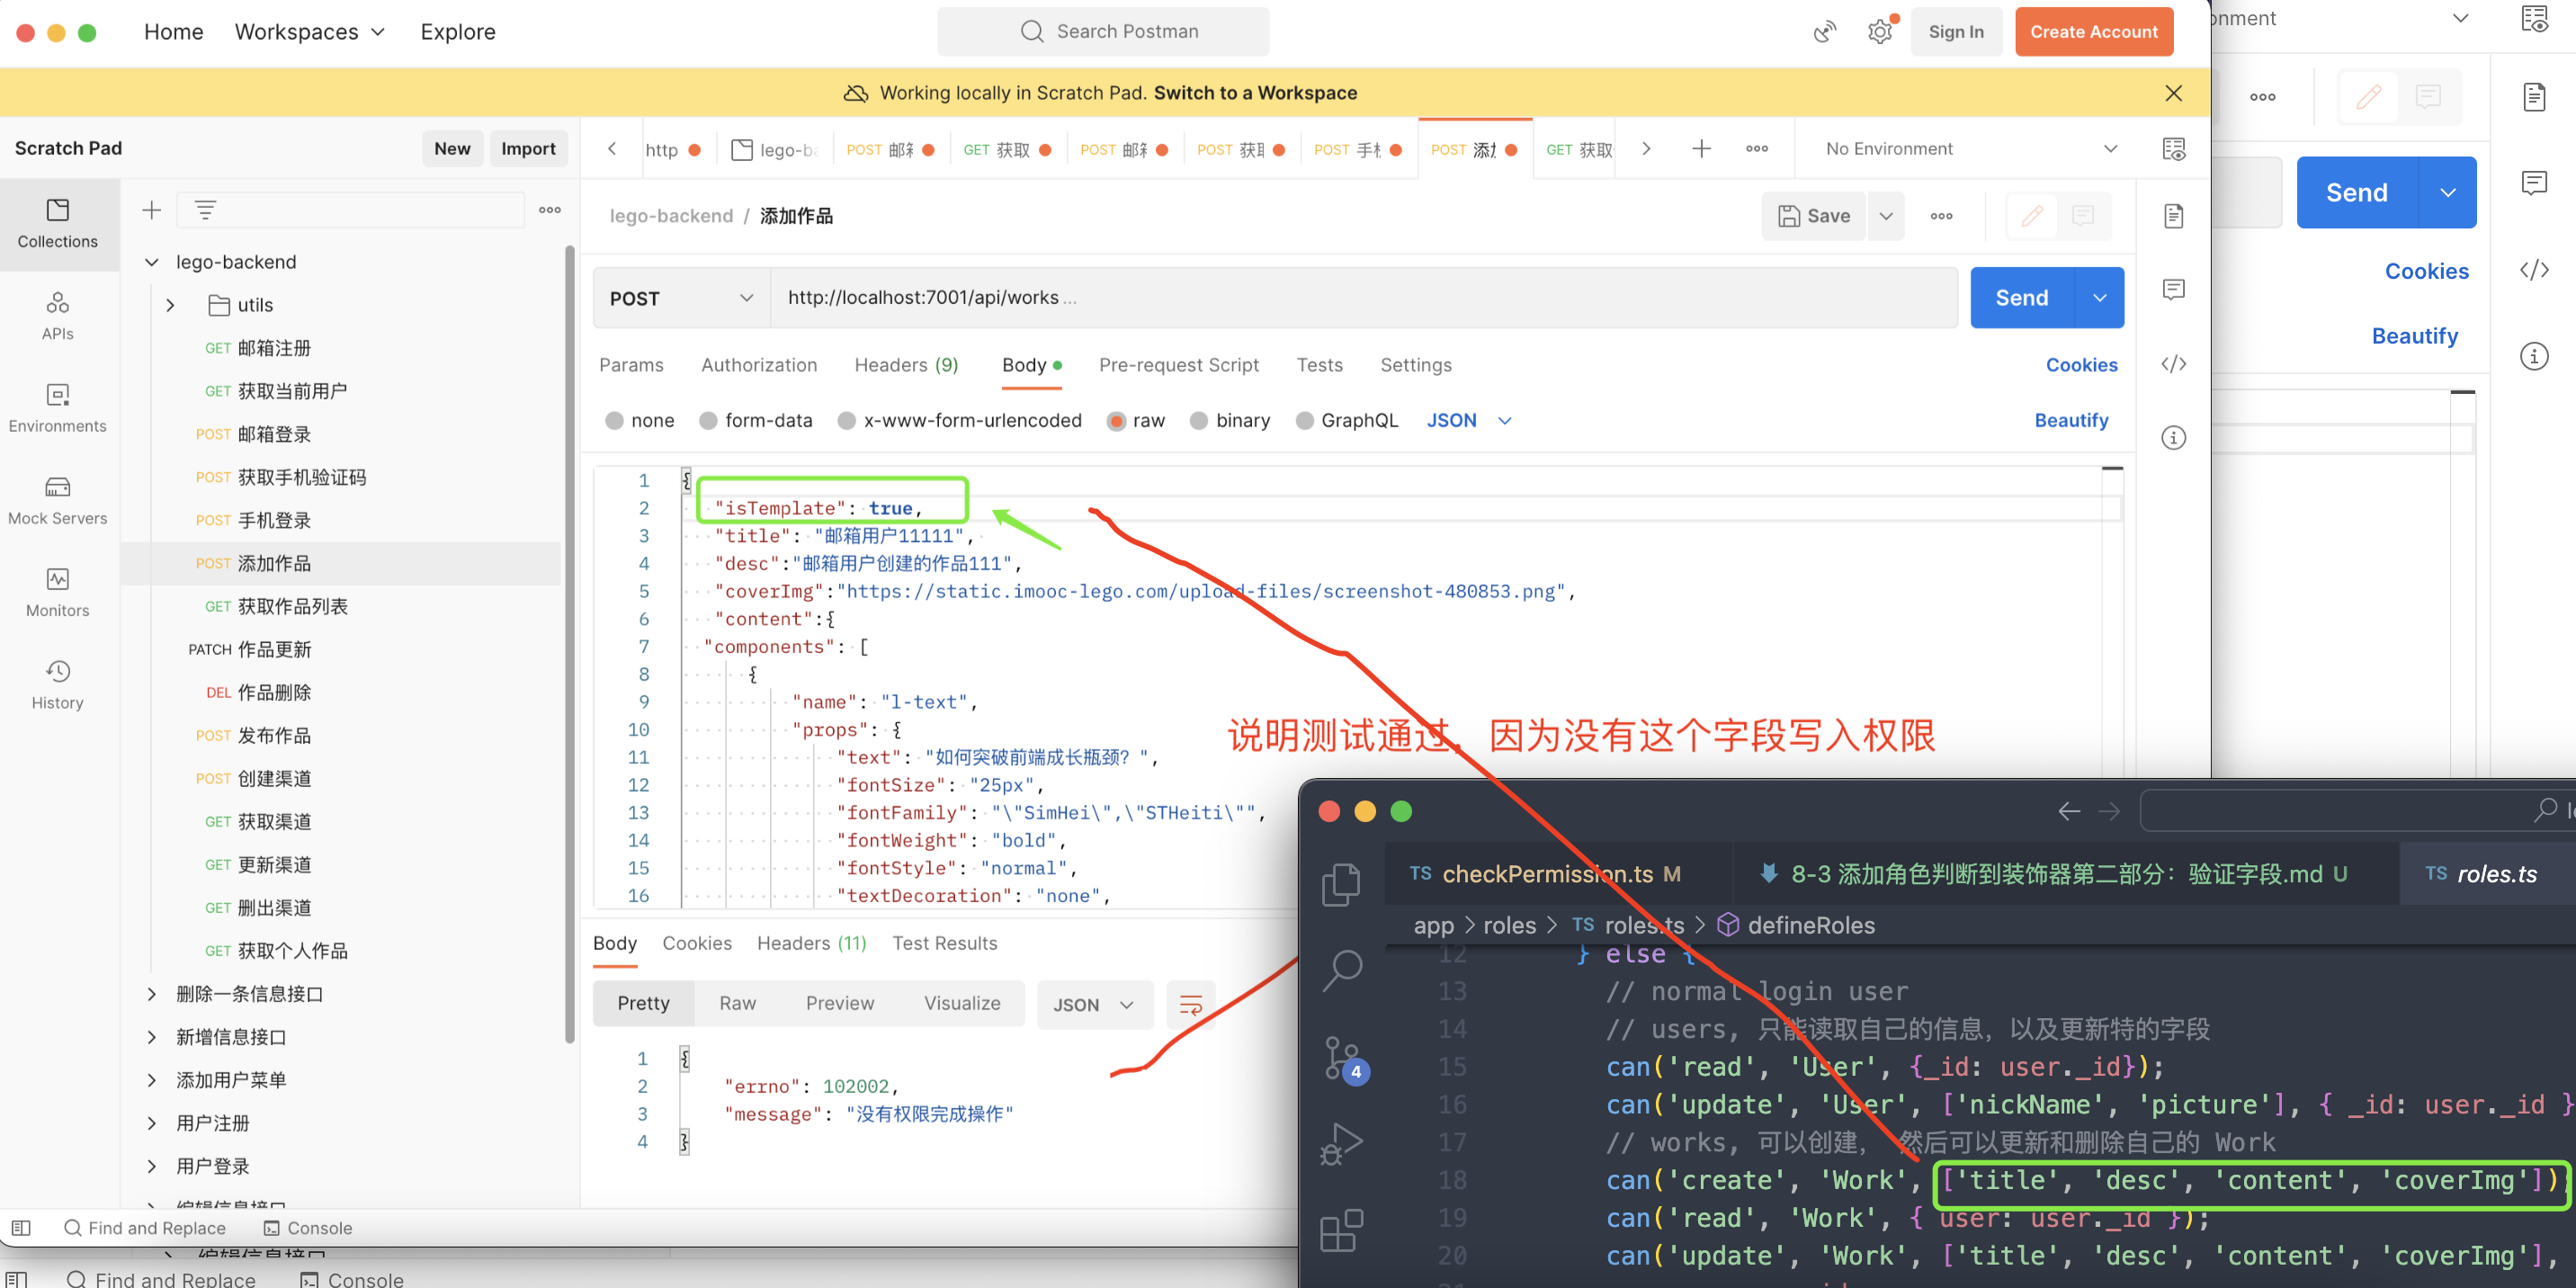 Home Workspaces Explore Search Postman Sign In Create Account
Working locally in Scratch Pad. Switch to a Workspace
Scratch Pad New Import
http lego-ba POST 邮 GET 获取 POST 邮 POST 获 POST 手 POST 添 GET 获取 No Environment
lego-backend / 添加作品 Save
POST http://localhost:7001/api/works ... Send
Params Authorization Headers (9) Body Pre-request Script Tests Settings Cookies
none form-data x-www-form-urlencoded raw binary GraphQL JSON Beautify
Collections
APIs
Environments
Mock Servers
Monitors
History
lego-backend
utils
GET 邮箱注册
GET 获取当前用户
POST 邮箱登录
POST 获取手机验证码
POST 手机登录
POST 添加作品
GET 获取作品列表
PATCH 作品更新
DEL 作品删除
POST 发布作品
POST 创建渠道
GET 获取渠道
GET 更新渠道
GET 删出渠道
GET 获取个人作品
删除一条信息接口
新增信息接口
添加用户菜单
用户注册
用户登录
编辑信息接口
1 {
2 "isTemplate": true,
3 "title": "邮箱用户11111",
4 "desc":"邮箱用户创建的作品111",
5 "coverImg":"https://static.imooc-lego.com/upload-files/screenshot-480853.png",
6 "content":{
7 "components": [
8 {
9 "name": "l-text",
10 "props": {
11 "text": "如何突破前端成长瓶颈? ",
12 "fontSize": "25px",
13 "fontFamily": "\"SimHei\",\"STHeiti\"",
14 "fontWeight": "bold",
15 "fontStyle": "normal",
16 "textDecoration": "none",
说明测试通过，因为没有这个字段写入权限
Body Cookies Headers (11) Test Results
Pretty Raw Preview Visualize JSON
1 {
2 "errno": 102002,
3 "message": "没有权限完成操作"
4 }
Find and Replace Console
编辑信息接口
Find and Replace Console
onment
Send
Cookies
Beautify
TS checkPermission.ts M 8-3 添加角色判断到装饰器第二部分：验证字段.md U TS roles.ts
app > roles > TS roles.ts > defineRoles
12 } else {
13 // normal login user
14 // users, 只能读取自己的信息，以及更新特的字段
15 can('read', 'User', {_id: user._id});
16 can('update', 'User', ['nickName', 'picture'], { _id: user._id }
17 // works, 可以创建， 然后可以更新和删除自己的 Work
18 can('create', 'Work', ['title', 'desc', 'content', 'coverImg'])
19 can('read', 'Work', { user: user._id });
20 can('update', 'Work', ['title', 'desc', 'content', 'coverImg'],
4